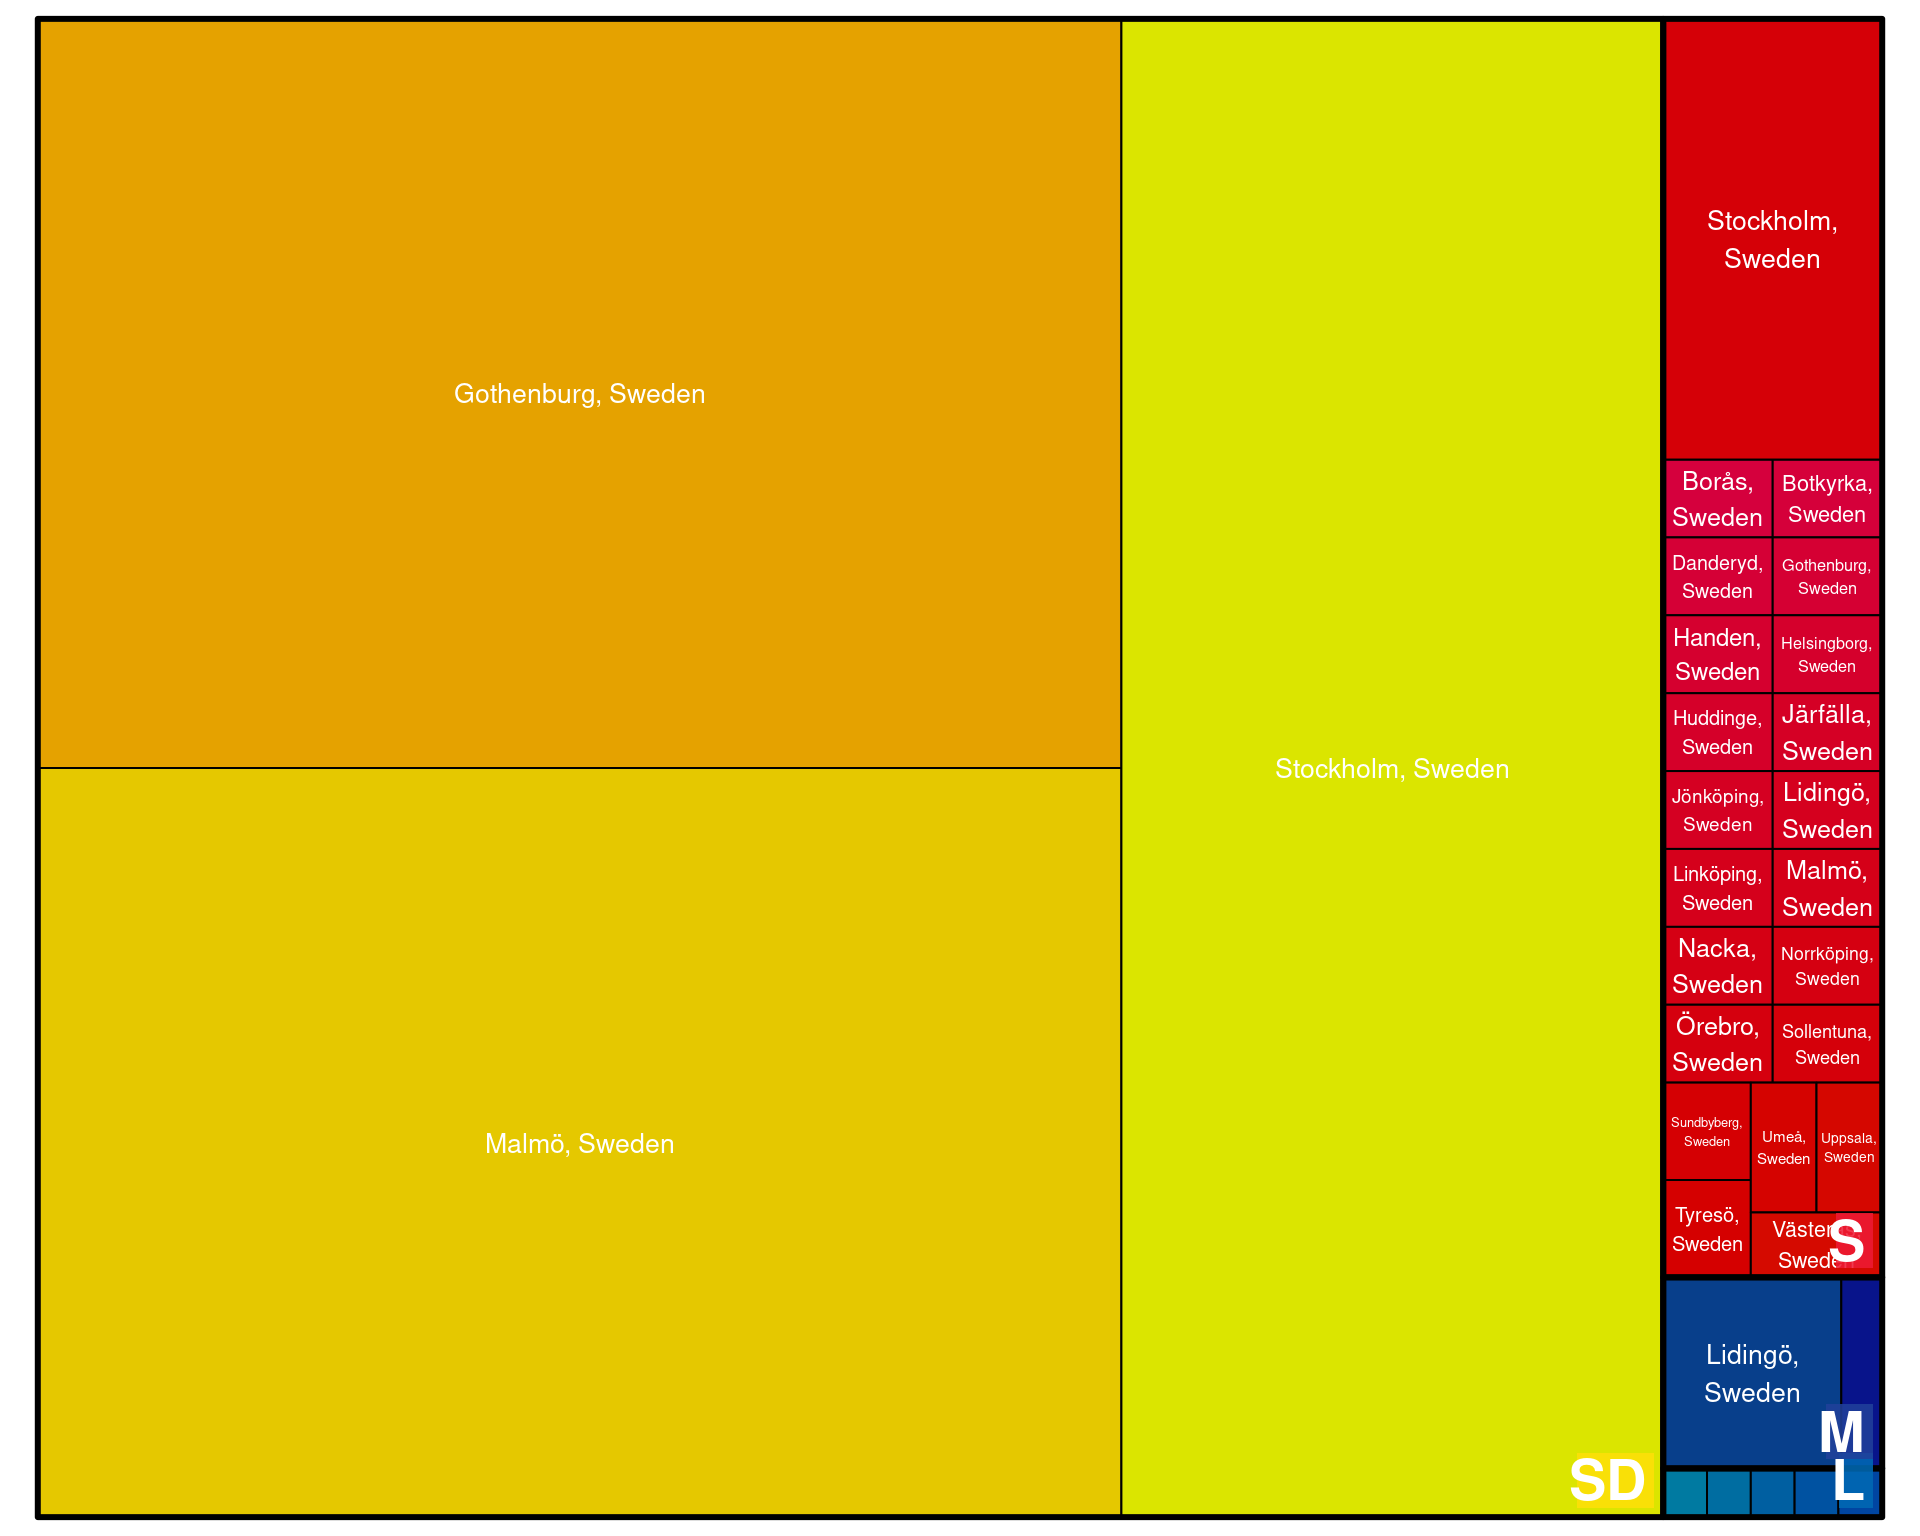 Gothenburg, Sweden
Malmö, Sweden
Stockholm, Sweden
SD
Stockholm,
Sweden
Borås,
Sweden
Botkyrka,
Sweden
Danderyd,
Sweden
Gothenburg,
Sweden
Handen,
Sweden
Helsingborg,
Sweden
Huddinge,
Sweden
Järfälla,
Sweden
Jönköping,
Sweden
Lidingö,
Sweden
Linköping,
Sweden
Malmö,
Sweden
Nacka,
Sweden
Norrköping,
Sweden
Örebro,
Sweden
Sollentuna,
Sweden
Sundbyberg,
Sweden
Umeå,
Sweden
Uppsala,
Sweden
Tyresö,
Sweden
Sweden
S
Lidingö,
Sweden
M
L